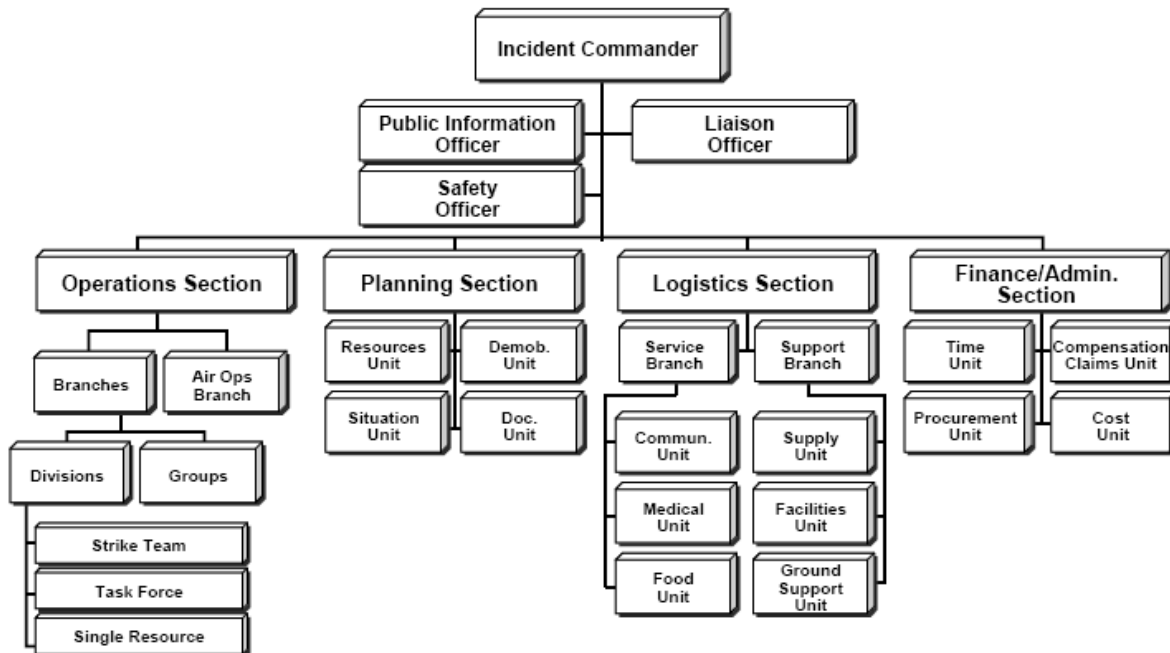 Incident Commander
Public Information
Officer
Liaison
Officer
Safety
Officer
Operations Section
Planning Section
Logistics Section
Finance/Admin.
Section
Branches
Air Ops
Branch
Divisions
Groups
Strike Team
Task Force
Single Resource
Resources
Unit
Demob.
Unit
Situation
Unit
Doc.
Unit
Service
Branch
Support
Branch
Commun.
Unit
Supply
Unit
Medical
Unit
Facilities
Unit
Food
Unit
Ground
Support
Unit
Time
Unit
Compensation
Claims Unit
Procurement
Unit
Cost
Unit